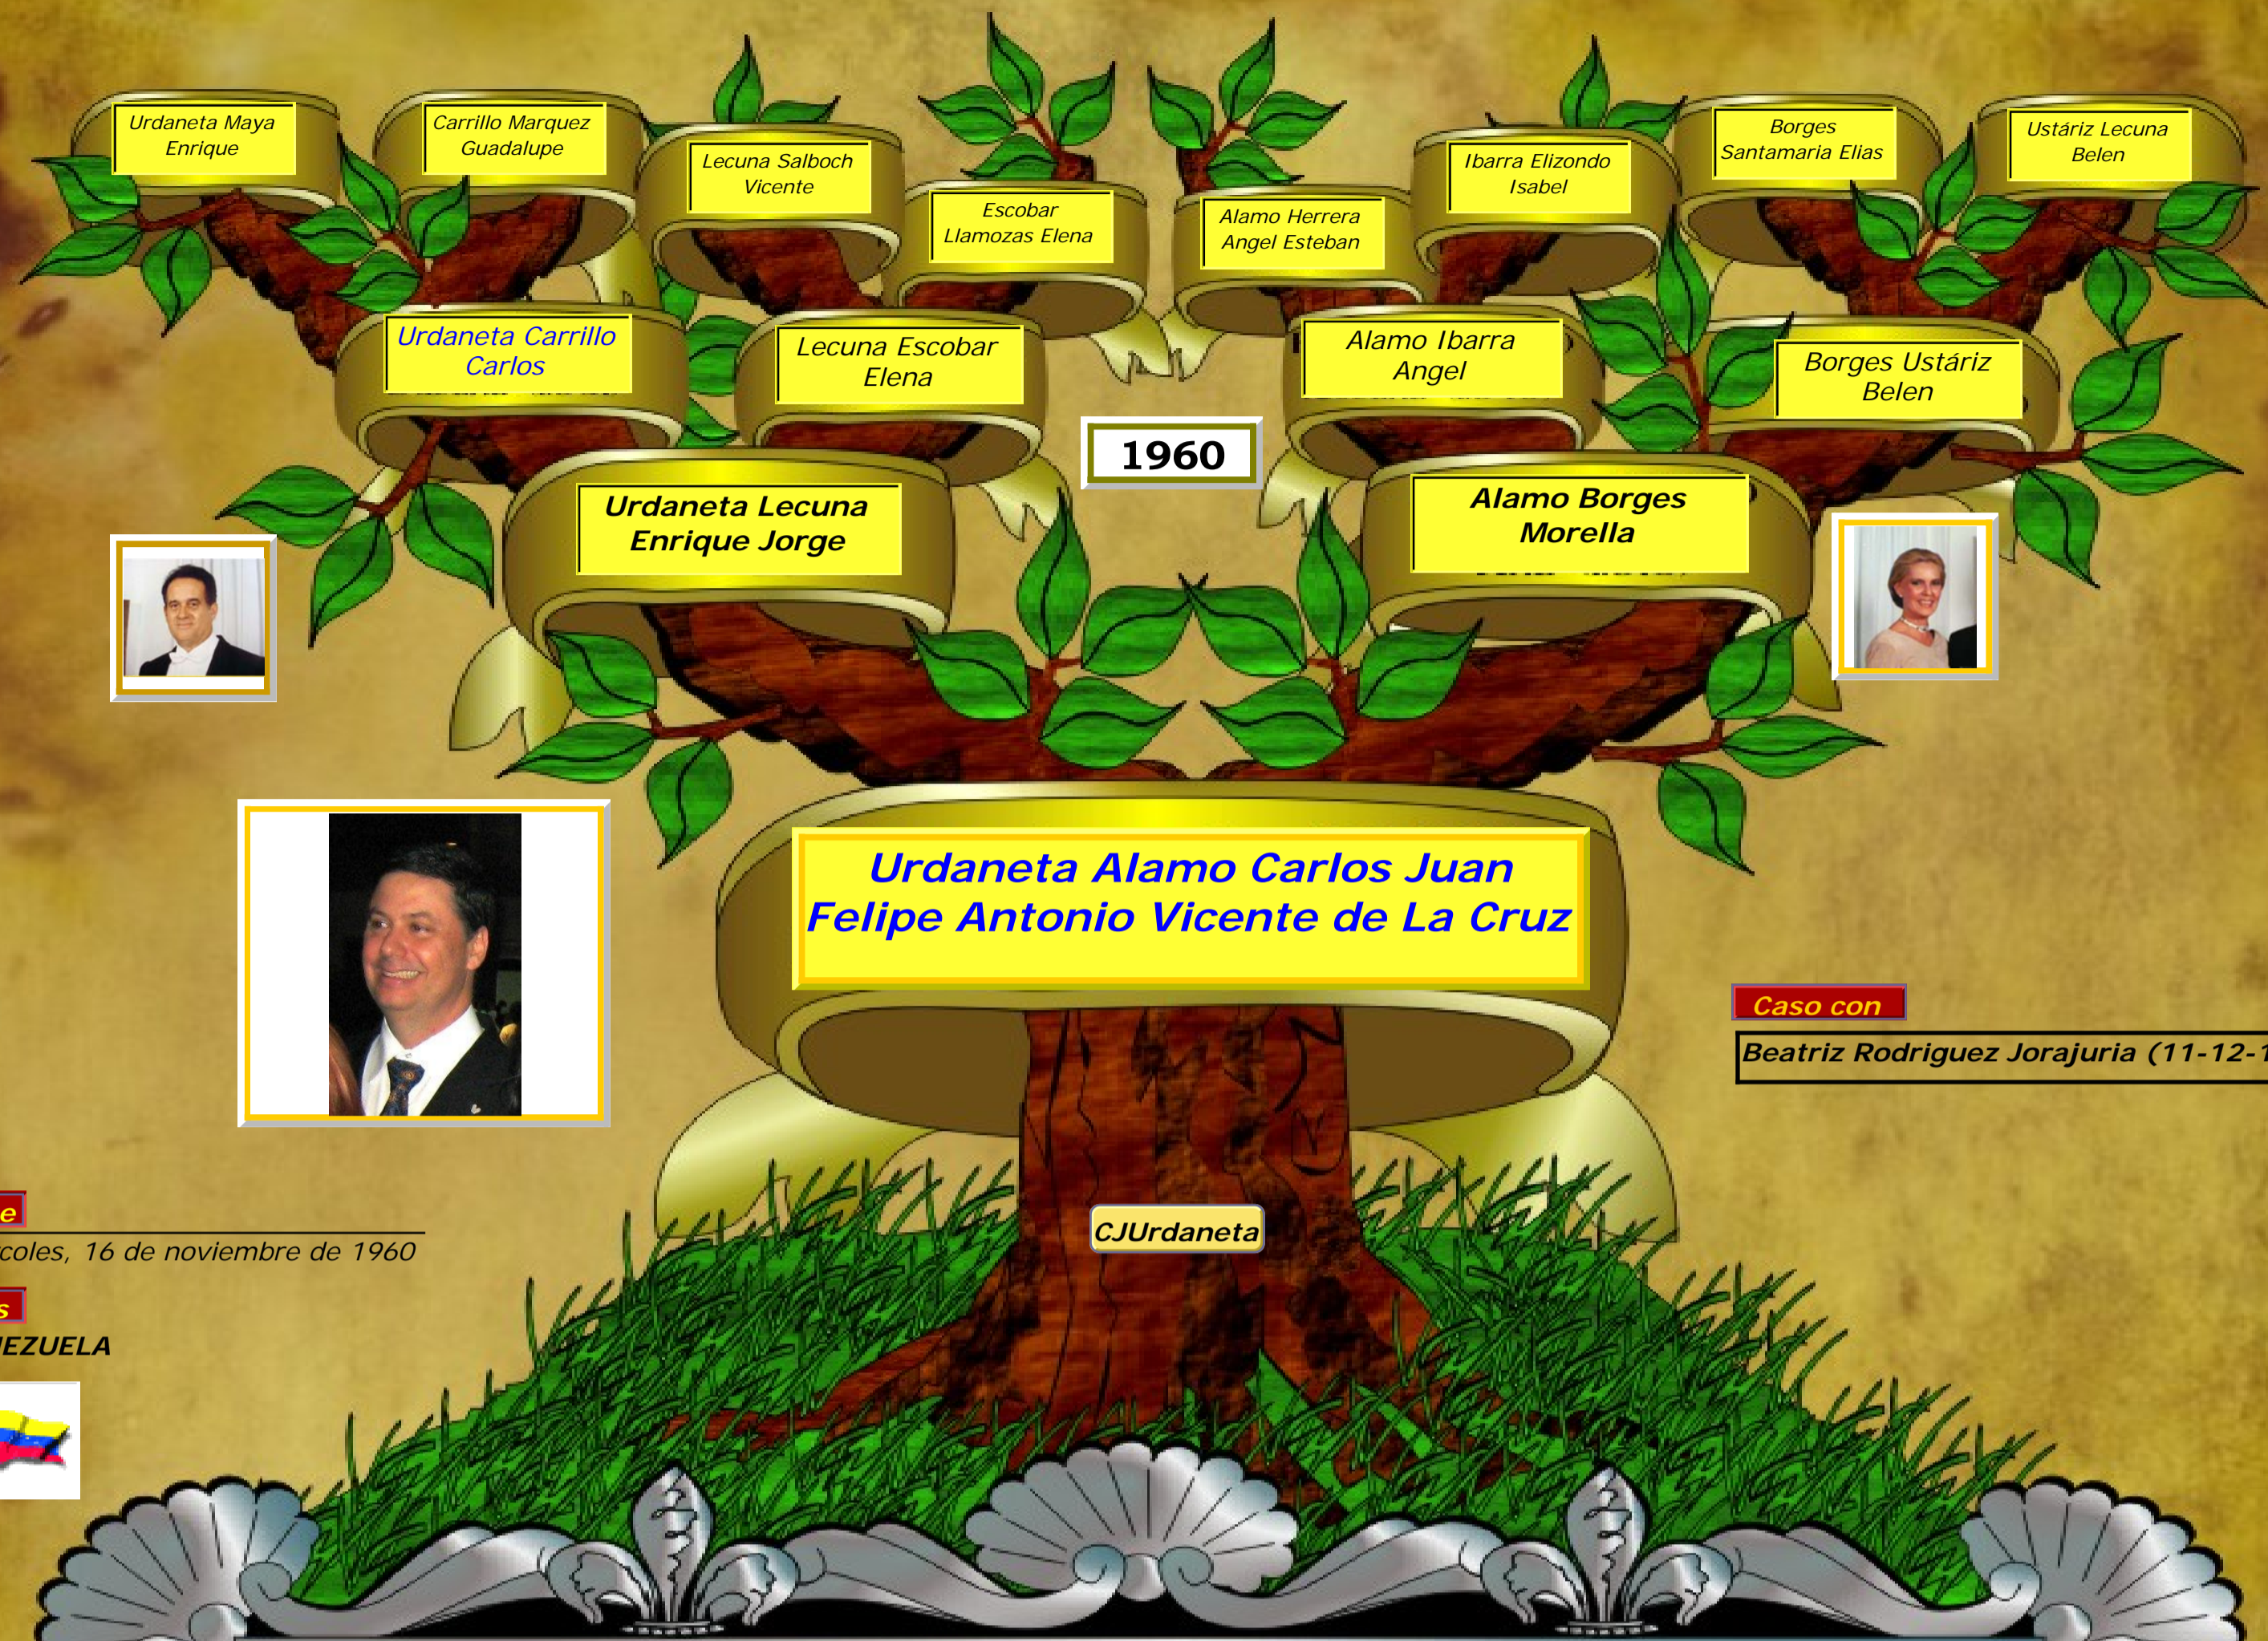 Urdaneta Maya
Enrique
Carrillo Marquez
Guadalupe
Lecuna Salboch
Vicente
Escobar
Llamozas Elena
Alamo Herrera
Angel Esteban
Ibarra Elizondo
Isabel
Borges
Santamaria Elias
Ustáriz Lecuna
Belen
Urdaneta Carrillo
Carlos
Lecuna Escobar
Elena
Alamo Ibarra
Angel
Borges Ustáriz
Belen
1960
Urdaneta Lecuna
Enrique Jorge
Alamo Borges
Morella
Urdaneta Alamo Carlos Juan
Felipe Antonio Vicente de La Cruz
Caso con
Beatriz Rodriguez Jorajuria (11-12-1
CJUrdaneta
e
coles, 16 de noviembre de 1960
s
EZUELA